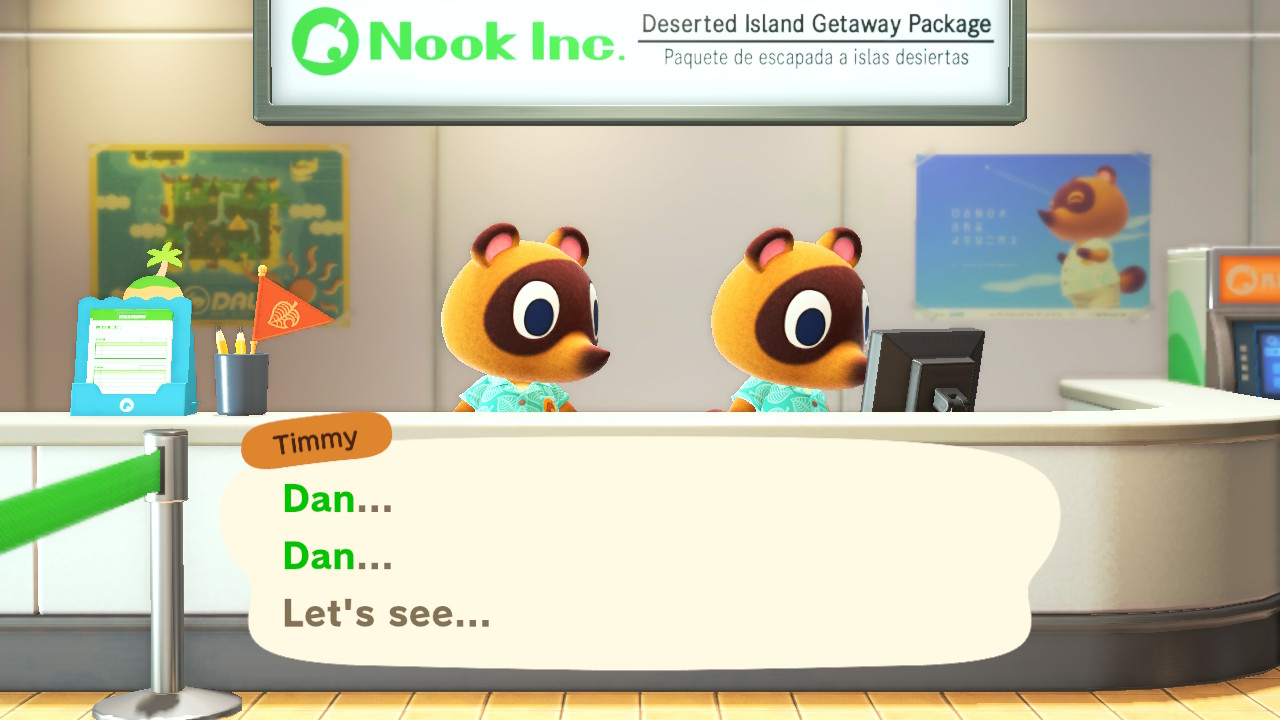 Nook Inc.
Deserted Island Getaway Package
Paquete de escapada a islas desiertas
Timmy
Dan...
Dan...
Let's see...